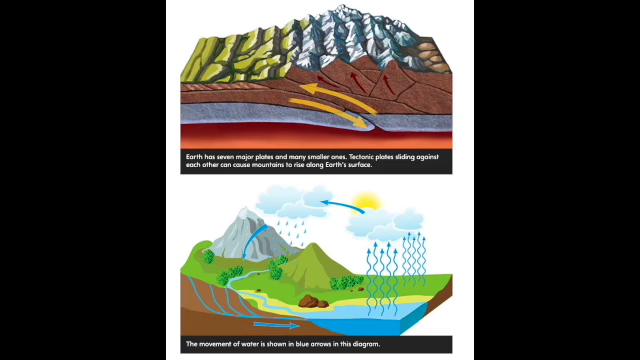 Earth has seven major plates and many smaller ones. Tectonic plates sliding against
each other can cause mountains to rise along Earth's surface.
The movement of water is shown in blue arrows in this diagram.